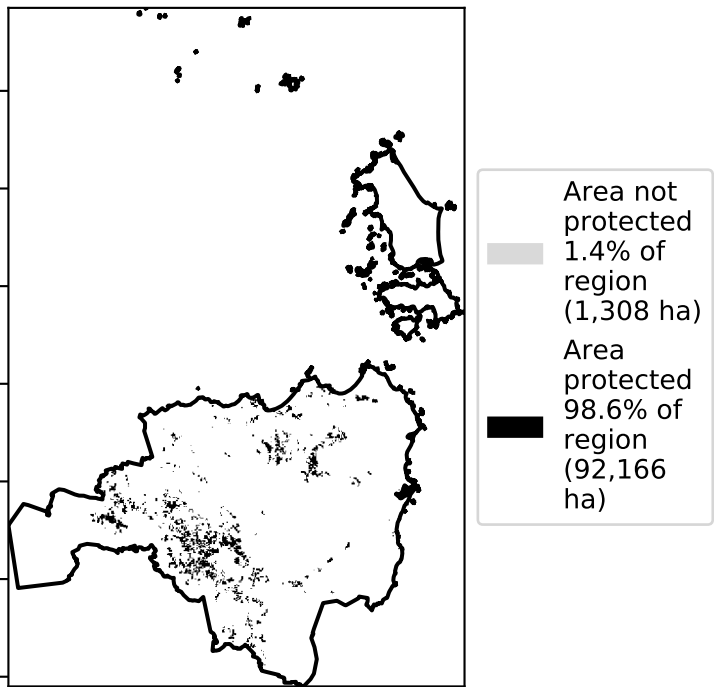 Area not
protected
1.4% of
region
(1,308 ha)
Area
protected
98.6% of
region
(92,166
ha)